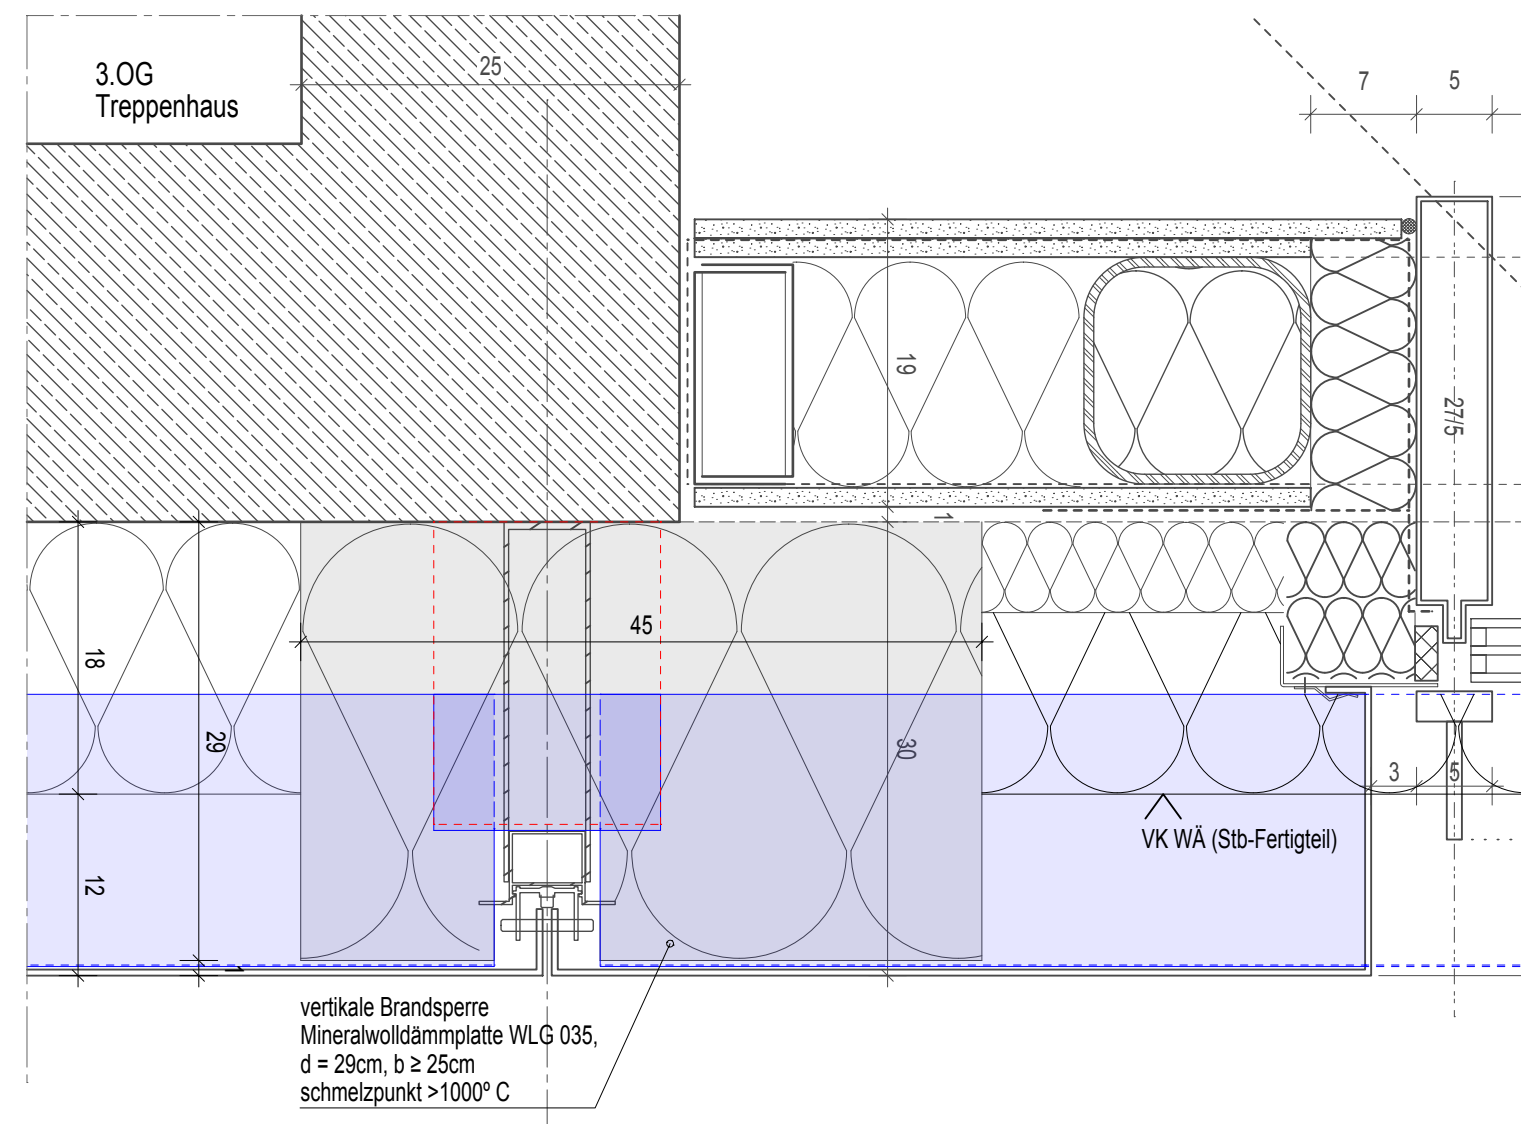 3.OG
Treppenhaus
25
7
5
19
27/5
1
45
18
29
30
3
5
VK WÄ (Stb-Fertigteil)
12
1
vertikale Brandsperre
Mineralwolldämmplatte WLG 035,
d = 29cm, b ≥ 25cm
schmelzpunkt >1000º C